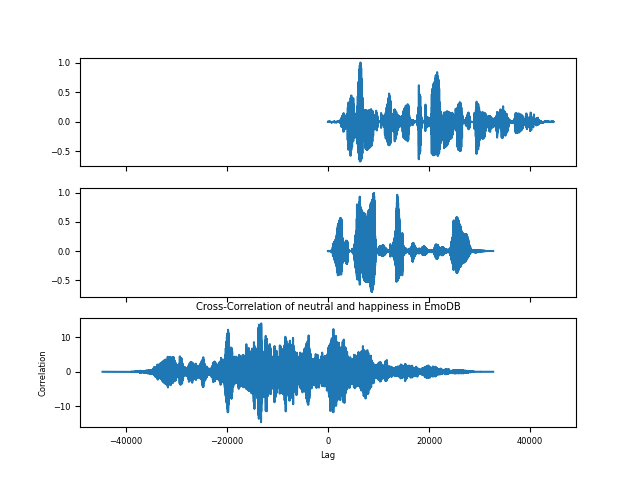 1.0
0.5
0.0
−0.5
1.0
0.5
0.0
−0.5
Cross-Correlation of neutral and happiness in EmoDB
10
0
−10
Correlation
−40000 −20000 0 20000 40000
Lag